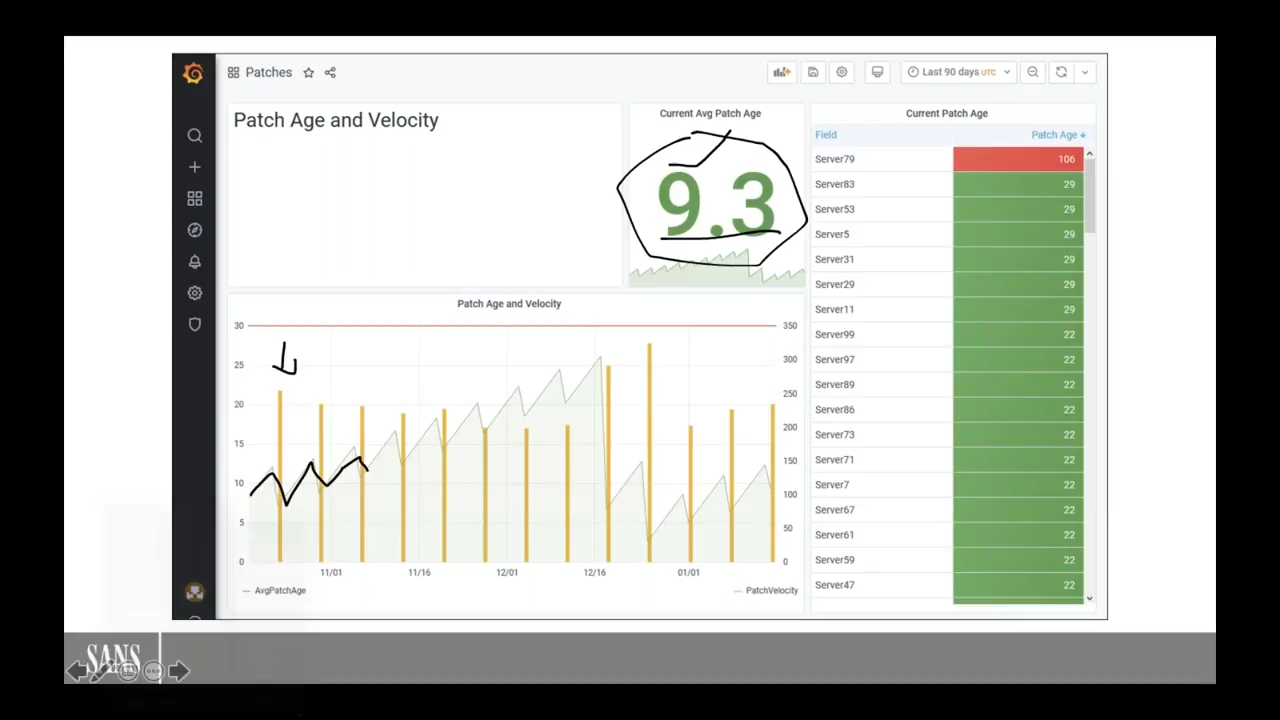 Patches
Last 90 days UTC
Patch Age and Velocity
Current Avg Patch Age
9.3
Current Patch Age
Field Patch Age
Server79 106
Server83 29
Server53 29
Server5 29
Server31 29
Server29 29
Server11 29
Server99 22
Server97 22
Server89 22
Server86 22
Server73 22
Server71 22
Server7 22
Server67 22
Server61 22
Server59 22
Server47 22
Patch Age and Velocity
30 350
300
25
250
20
200
15
150
10
100
5
50
0 0
11/01 11/16 12/01 12/16 01/01
AvgPatchAge PatchVelocity
SANS